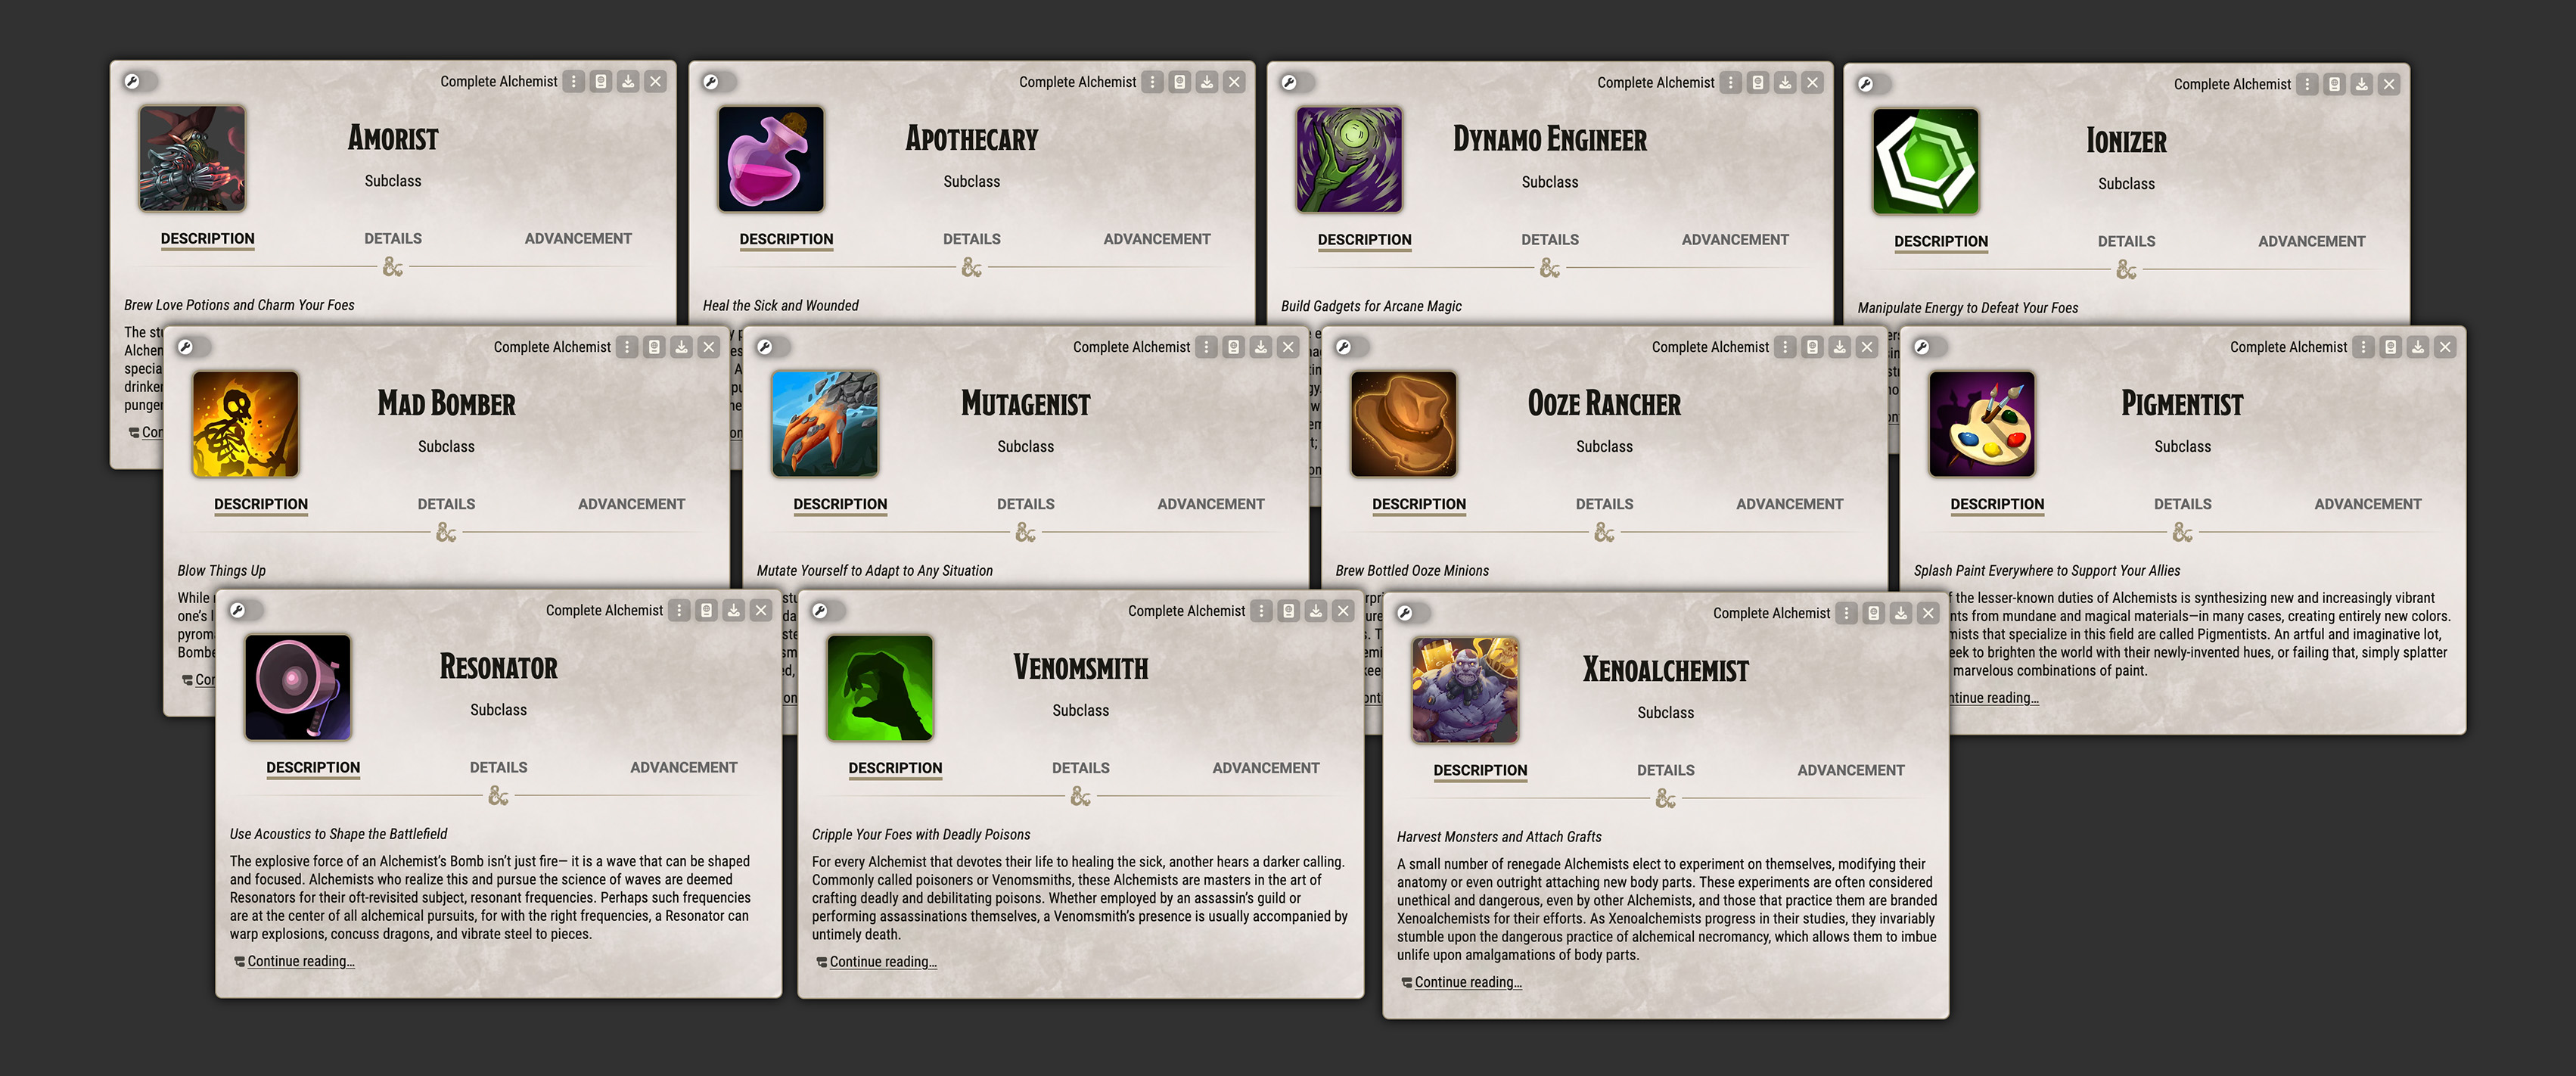 Complete Alchemist
AMORIST
Subclass
DESCRIPTION DETAILS ADVANCEMENT
Brew Love Potions and Charm Your Foes
The
Complete Alchemist
APOTHECARY
Subclass
DESCRIPTION DETAILS ADVANCEMENT
Heal the Sick and Wounded
Complete Alchemist
DYNAMO ENGINEER
Subclass
DESCRIPTION DETAILS ADVANCEMENT
Build Gadgets for Arcane Magic
Complete Alchemist
IONIZER
Subclass
DESCRIPTION DETAILS ADVANCEMENT
Manipulate Energy to Defeat Your Foes
Complete Alchemist
MAD BOMBER
Subclass
DESCRIPTION DETAILS ADVANCEMENT
Blow Things Up
While
one's
Complete Alchemist
MUTAGENIST
Subclass
DESCRIPTION DETAILS ADVANCEMENT
Mutate Yourself to Adapt to Any Situation
Complete Alchemist
OOZE RANCHER
Subclass
DESCRIPTION DETAILS ADVANCEMENT
Brew Bottled Ooze Minions
Complete Alchemist
PIGMENTIST
Subclass
DESCRIPTION DETAILS ADVANCEMENT
Splash Paint Everywhere to Support Your Allies
the lesser-known duties of Alchemists is synthesizing new and increasingly vibrant
from mundane and magical materials—in many cases, creating entirely new colors.
that specialize in this field are called Pigmentists. An artful and imaginative lot,
to brighten the world with their newly-invented hues, or failing that, simply splatter
marvelous combinations of paint.
reading...
Complete Alchemist
RESONATOR
Subclass
DESCRIPTION DETAILS ADVANCEMENT
Use Acoustics to Shape the Battlefield
The explosive force of an Alchemist's Bomb isn't just fire— it is a wave that can be shaped
and focused. Alchemists who realize this and pursue the science of waves are deemed
Resonators for their oft-revisited subject, resonant frequencies. Perhaps such frequencies
are at the center of all alchemical pursuits, for with the right frequencies, a Resonator can
warp explosions, concuss dragons, and vibrate steel to pieces.
Continue reading...
Complete Alchemist
VENOMSMITH
Subclass
DESCRIPTION DETAILS ADVANCEMENT
Cripple Your Foes with Deadly Poisons
For every Alchemist that devotes their life to healing the sick, another hears a darker calling.
Commonly called poisoners or Venomsmiths, these Alchemists are masters in the art of
crafting deadly and debilitating poisons. Whether employed by an assassin's guild or
performing assassinations themselves, a Venomsmith's presence is usually accompanied by
untimely death.
Continue reading...
Complete Alchemist
XENOALCHEMIST
Subclass
DESCRIPTION DETAILS ADVANCEMENT
Harvest Monsters and Attach Grafts
A small number of renegade Alchemists elect to experiment on themselves, modifying their
anatomy or even outright attaching new body parts. These experiments are often considered
unethical and dangerous, even by other Alchemists, and those that practice them are branded
Xenoalchemists for their efforts. As Xenoalchemists progress in their studies, they invariably
stumble upon the dangerous practice of alchemical necromancy, which allows them to imbue
unlife upon amalgamations of body parts.
Continue reading...